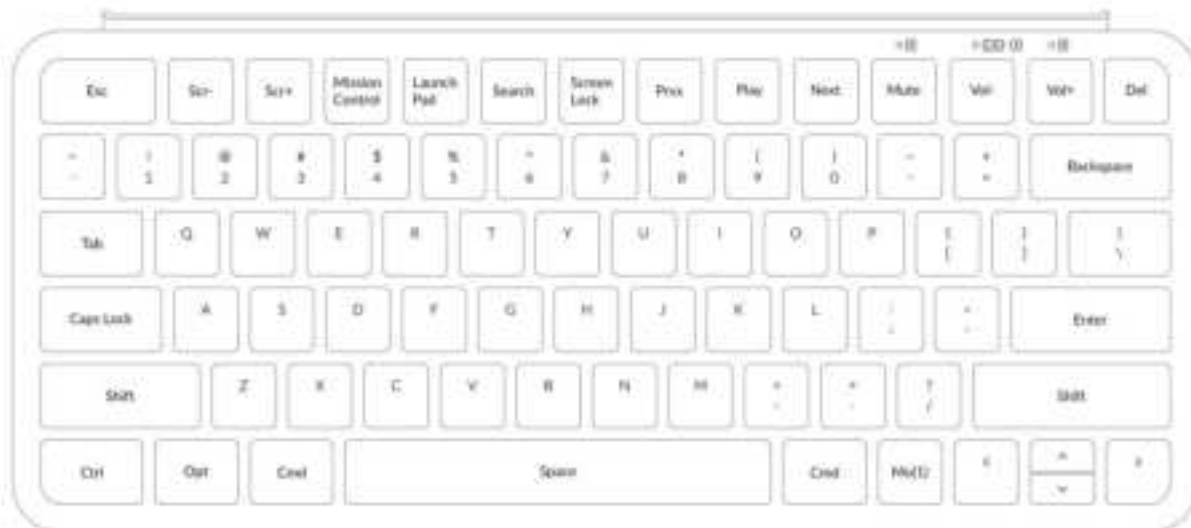 Esc Scr- Scr+ Mission Control Launch Pad Search Screen Lock Prev Play Next Mute Vol- Vol+ Del
! @ # $ % ^ & * ( ) +
1 2 3 4 5 6 7 8 9 0 - = Backspace
Tab Q W E R T Y U I O P { } |
[ ] \
Caps Lock A S D F G H J K L : Enter
;
Shift Z X C V B N M ? Shift
/
Ctrl Opt Cmd Space Cmd Mo(1)